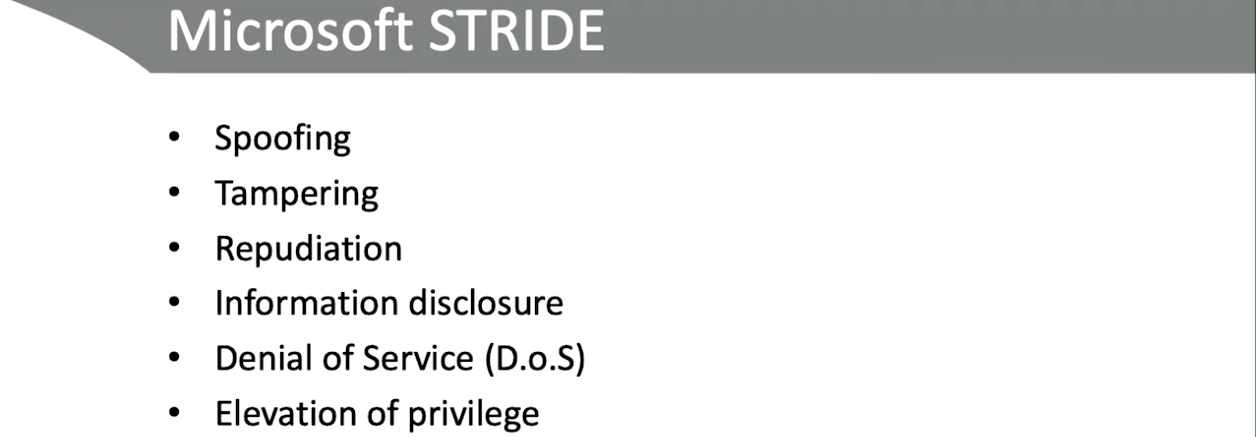 Microsoft STRIDE
• Spoofing
• Tampering
• Repudiation
• Information disclosure
• Denial of Service (D.o.S)
• Elevation of privilege